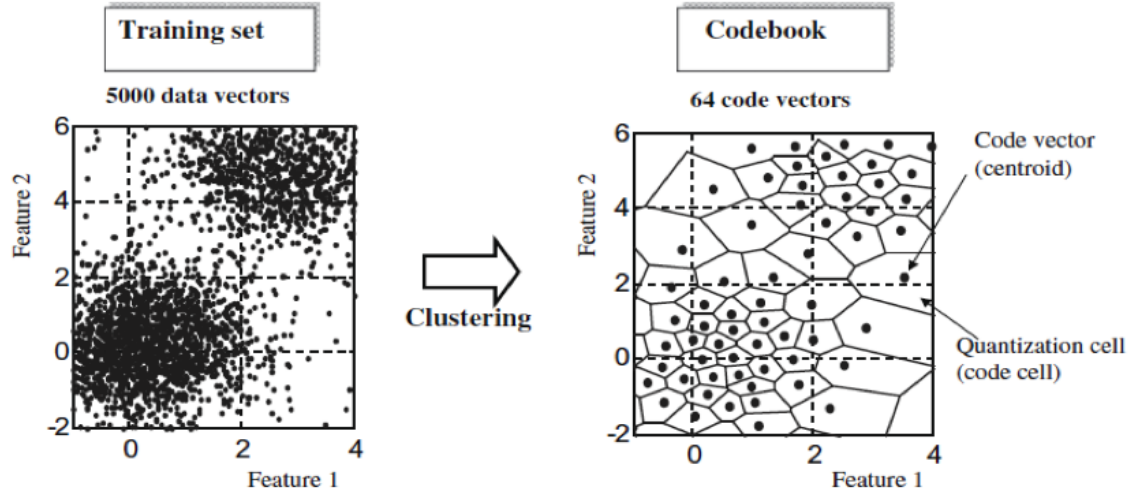 Training set
5000 data vectors
6
4
2
0
-2
0
2
4
Feature 2
Feature 1
Clustering
Codebook
64 code vectors
6
4
2
0
-2
0
2
4
Feature 2
Feature 1
Code vector
(centroid)
Quantization cell
(code cell)